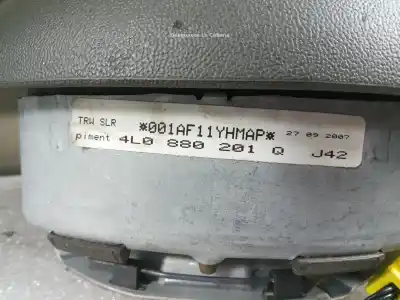 TRW SLR *001AF11YHMAP* 27 09 2007
piment 4L0 880 201 Q J42